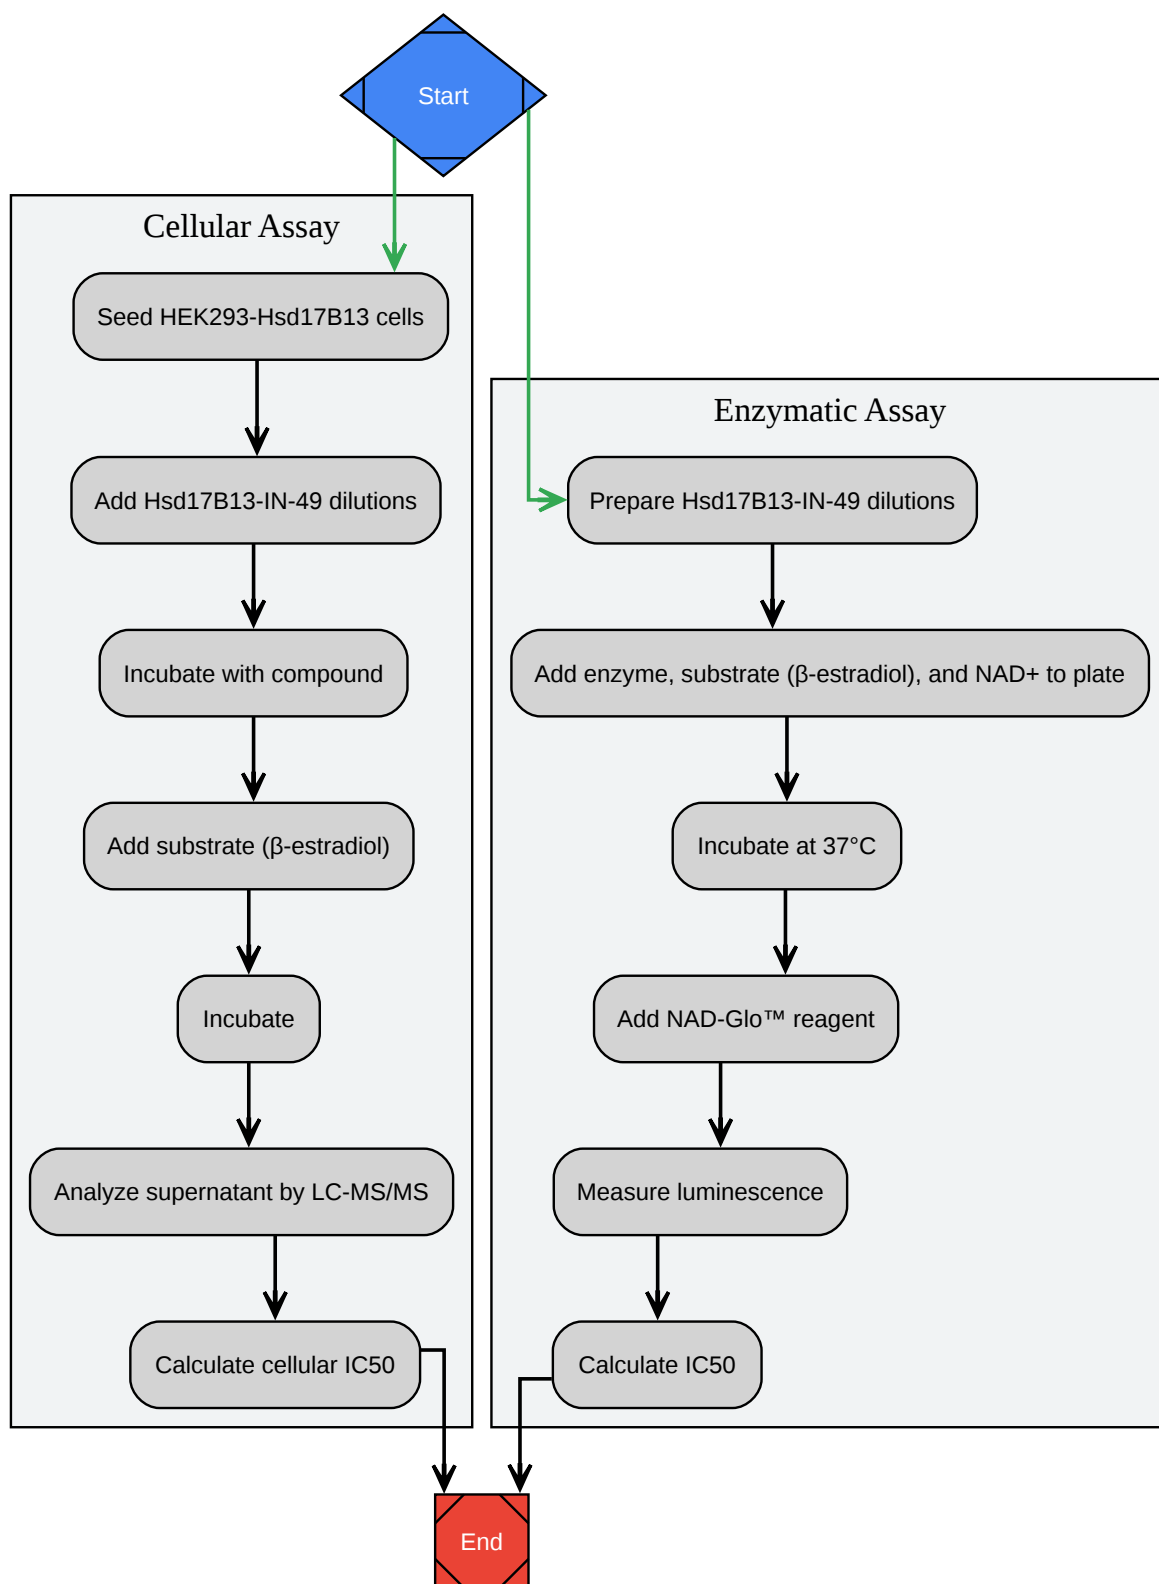 Start
Cellular Assay
Seed HEK293-Hsd17B13 cells
Add Hsd17B13-IN-49 dilutions
Incubate with compound
Add substrate (β-estradiol)
Incubate
Analyze supernatant by LC-MS/MS
Calculate cellular IC50
Enzymatic Assay
Prepare Hsd17B13-IN-49 dilutions
Add enzyme, substrate (β-estradiol), and NAD+ to plate
Incubate at 37°C
Add NAD-Glo™ reagent
Measure luminescence
Calculate IC50
End